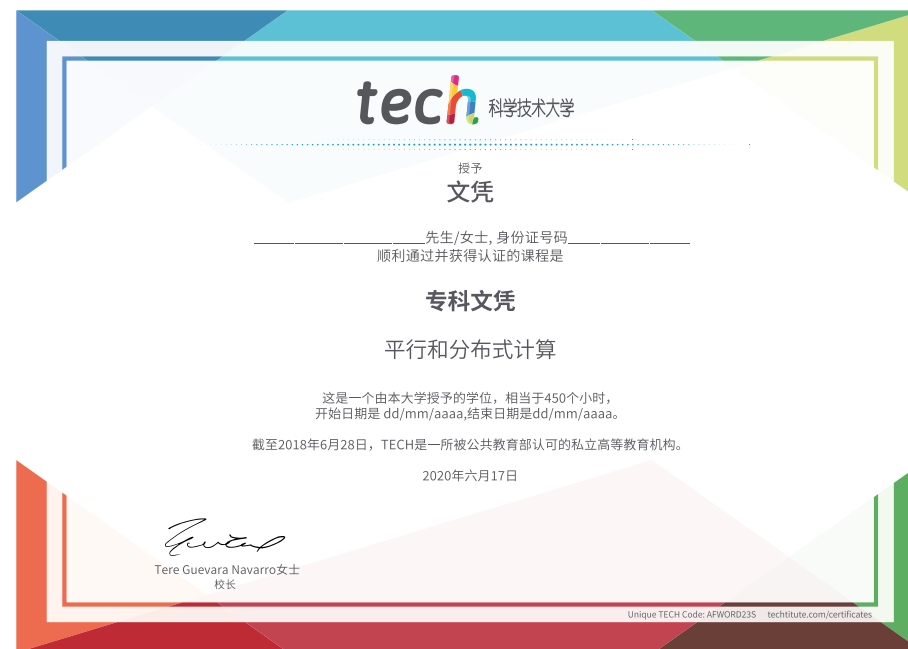 tech 科学技术大学
授予
文凭
先生/女士, 身份证号码
顺利通过并获得认证的课程是
专科文凭
平行和分布式计算
这是一个由本大学授予的学位，相当于450个小时，
开始日期是 dd/mm/aaaa,结束日期是dd/mm/aaaa。
截至2018年6月28日，TECH是一所被公共教育部认可的私立高等教育机构。
2020年六月17日
Tere Guevara Navarro女士
校长
Unique TECH Code: AFWORD23S techtitute.com/certificates